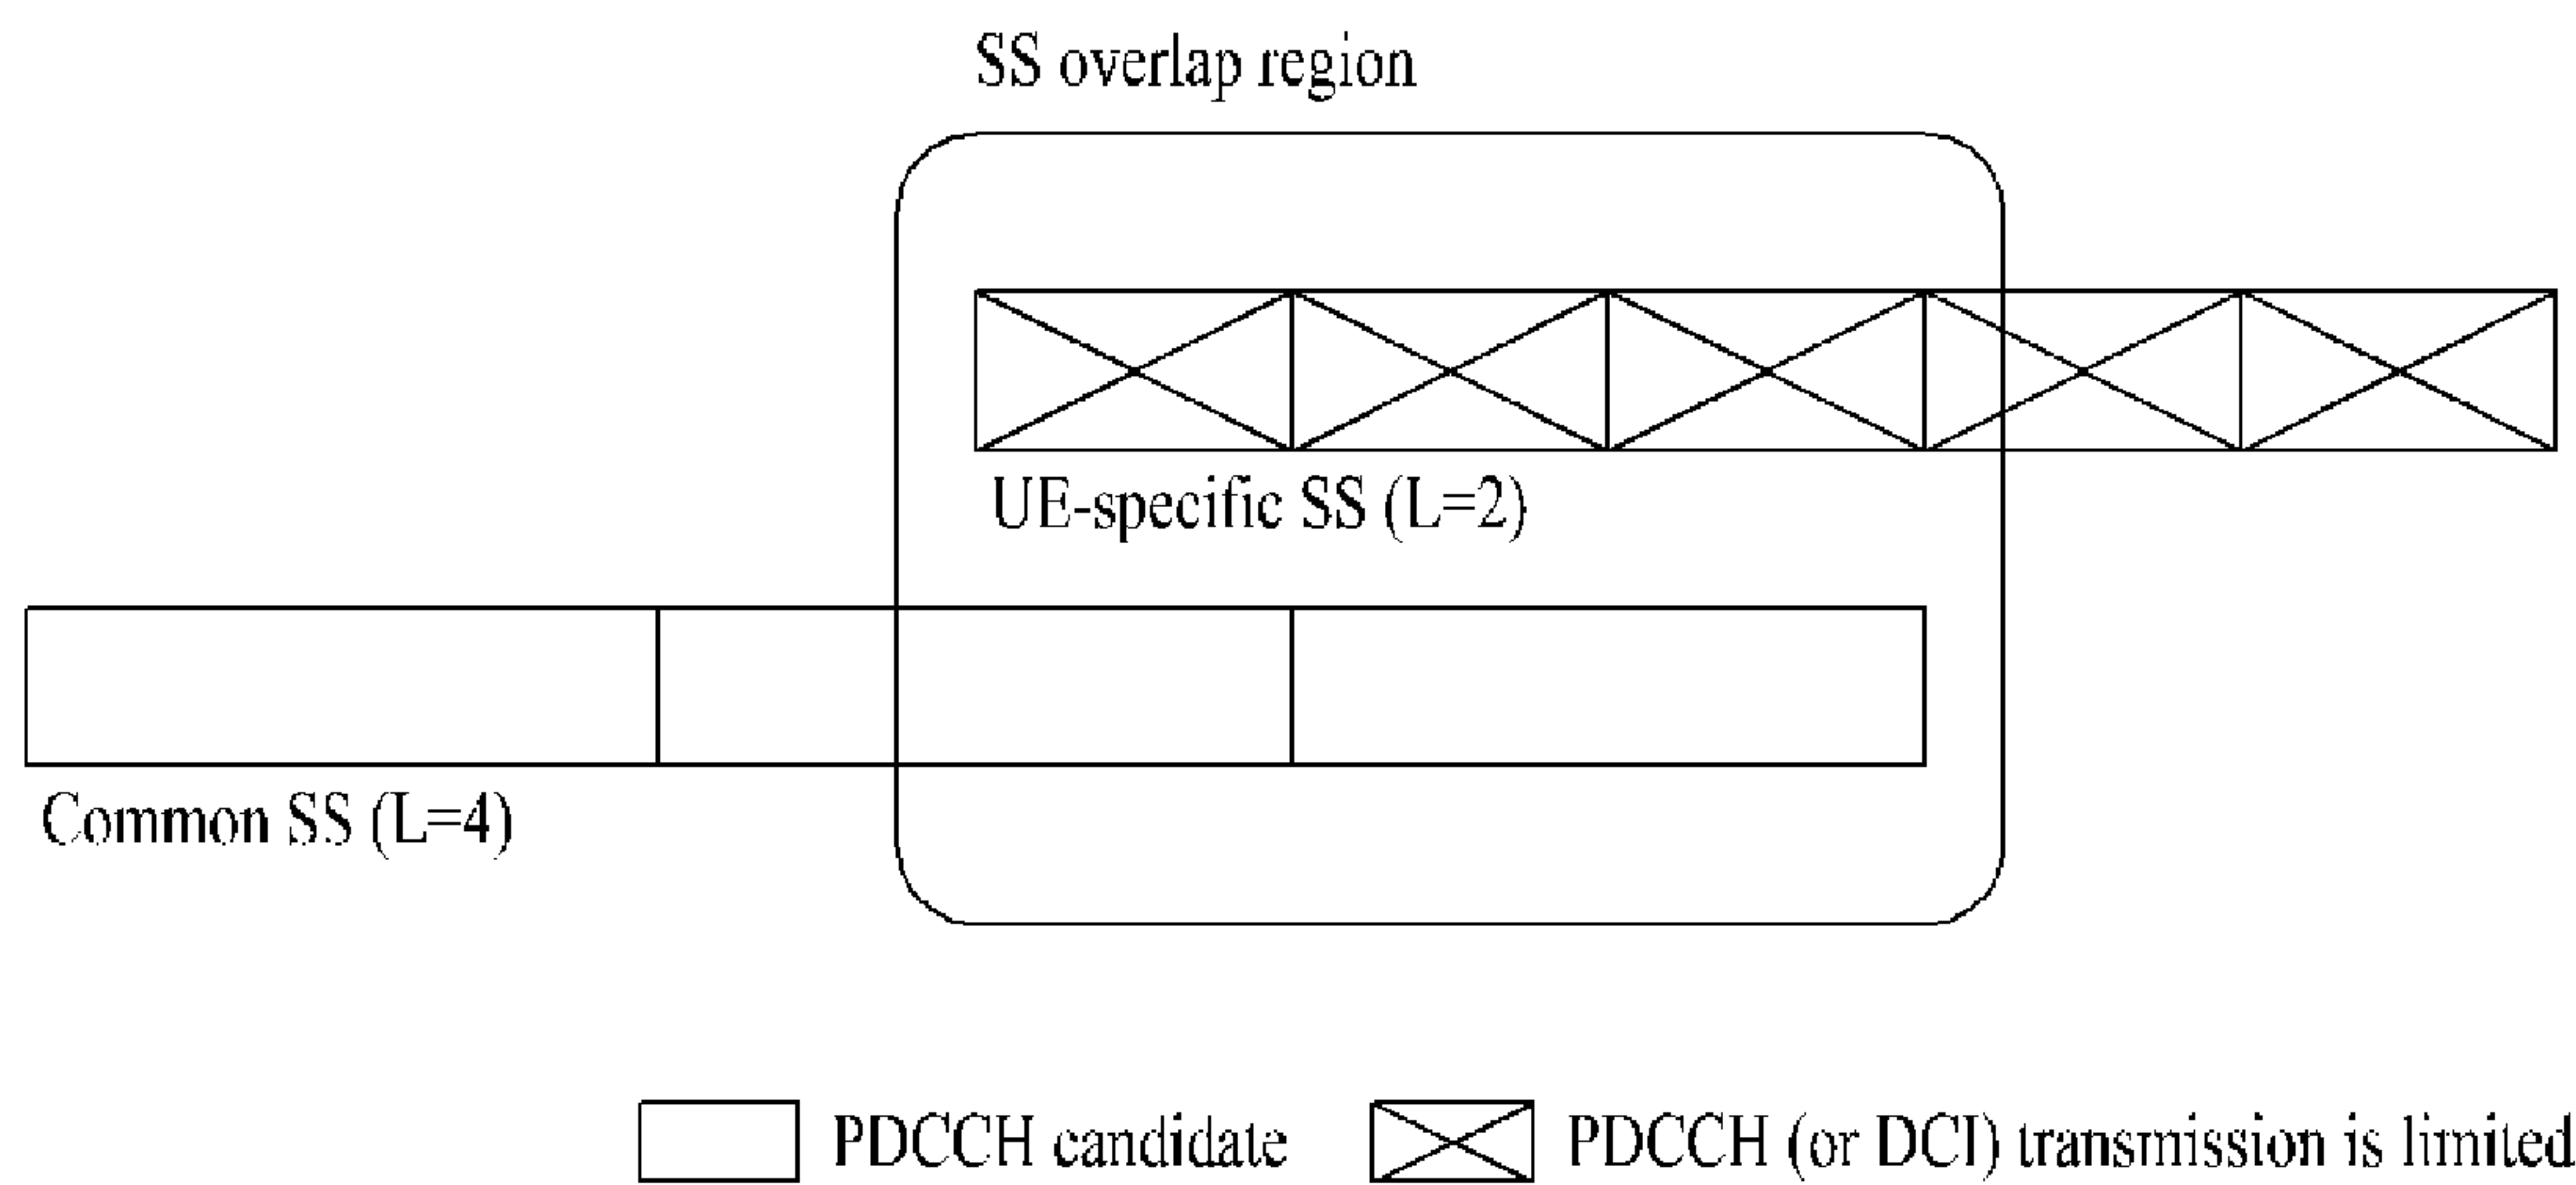 SS overlap region
UE-specific SS (L=2)
Common SS (L=4)
PDCCH candidate
PDCCH (or DCI) transmission is limited